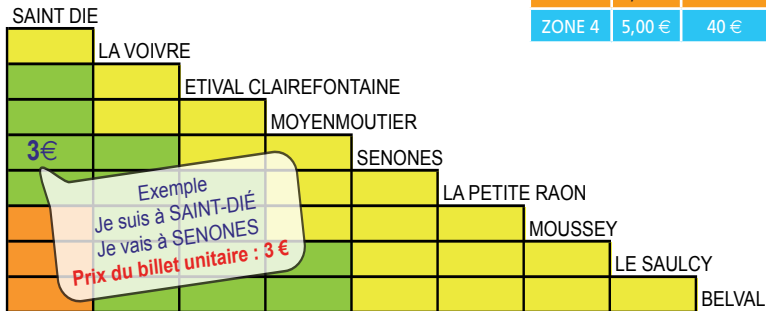 SAINT DIE
ZONE 4 5,00 € 40 €
LA VOIVRE
ETIVAL CLAIREFONTAINE
MOYENMOUTIER
3€
SENONES
Exemple
Je suis à SAINT-DIÉ
Je vais à SENONES
Prix du billet unitaire : 3 €
LA PETITE RAON
MOUSSEY
LE SAULCY
BELVAL